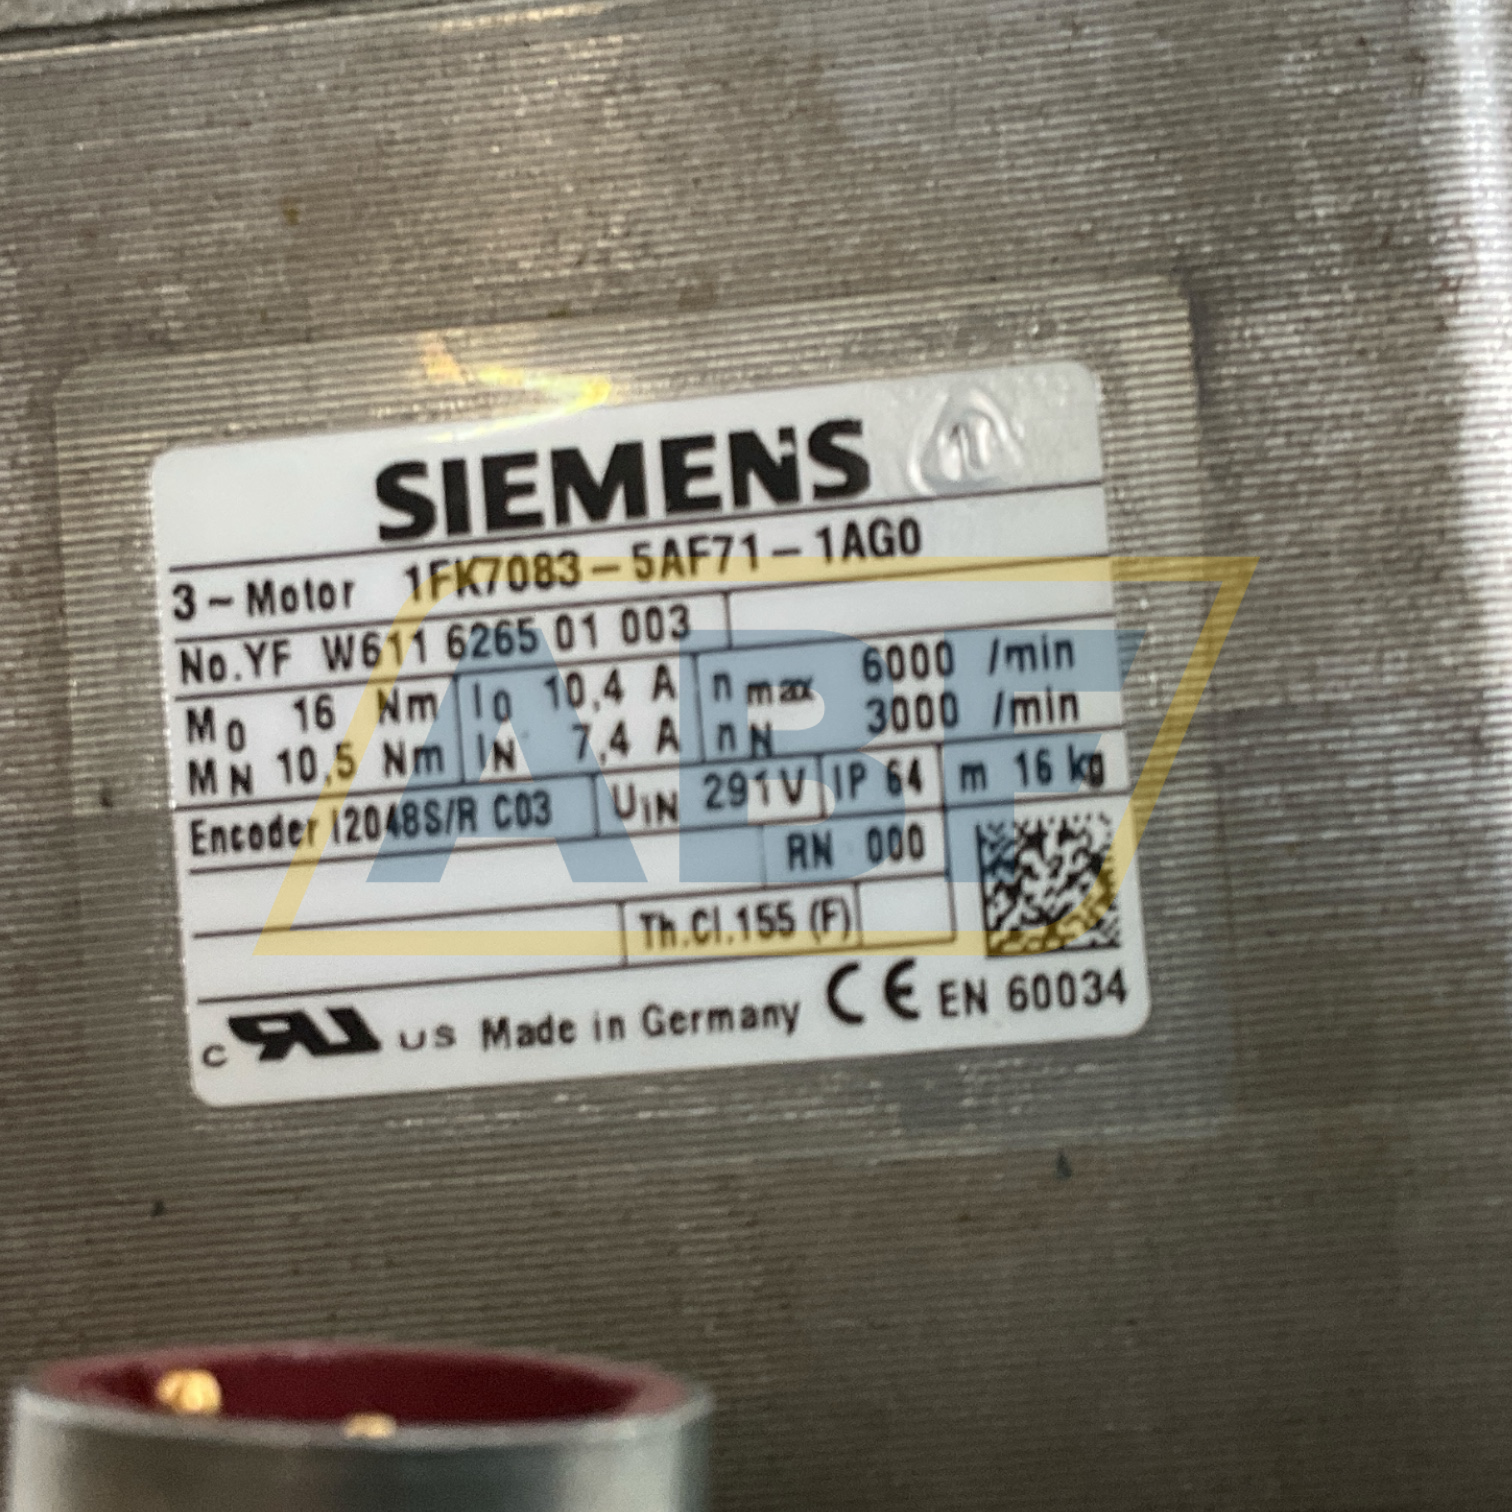 SIEMENS
3~Motor 1FK7083-5AF71-1AG0
No.YF W611 6265 01 003
M0 16 Nm I0 10,4 A n max 6000 /min
MN 10,5 Nm IN 7,4 A nN 3000 /min
Encoder I2048S/R C03 UIN 291V IP 64 m 16 kg
RN 000
Th.Cl.155 (F)
c RU US Made in Germany CE EN 60034
ABF